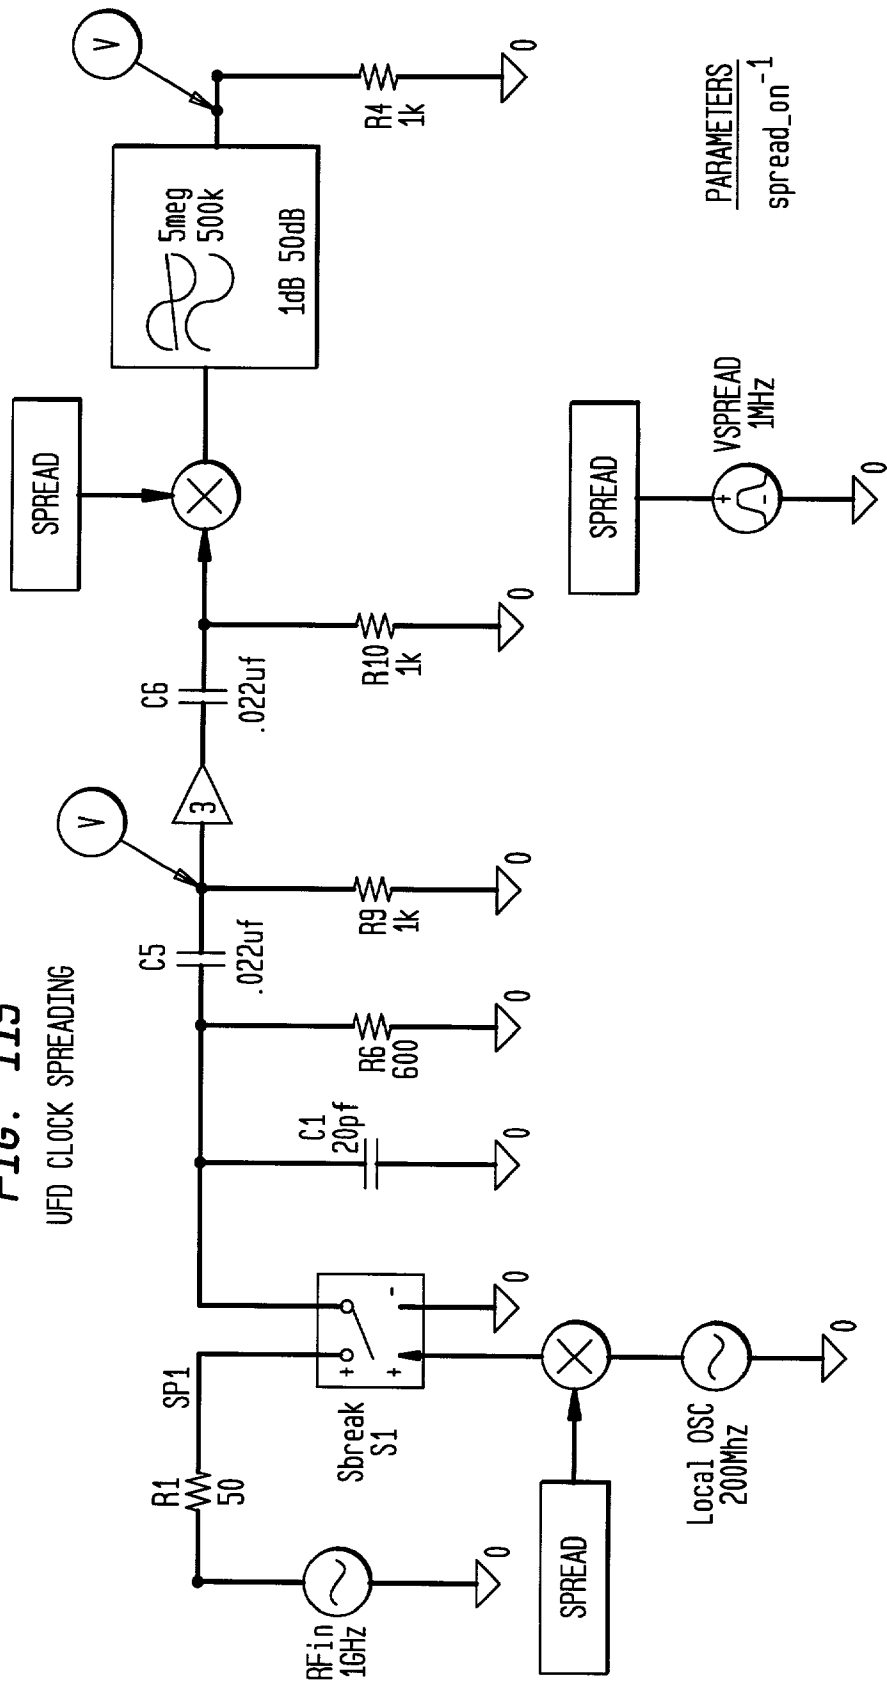 FIG. 115
UFD CLOCK SPREADING
RFin
1GHz
0
R1
50
SP1
Sbreak
S1
+
+
-
0
SPREAD
Local OSC
200Mhz
0
C1
20pf
0
R6
600
0
C5
.022uf
V
R9
1k
0
3
C6
.022uf
R10
1k
0
SPREAD
5meg
500k
1dB 50dB
V
R4
1k
0
SPREAD
+
-
VSPREAD
1MHz
0
PARAMETERS
spread_on-1